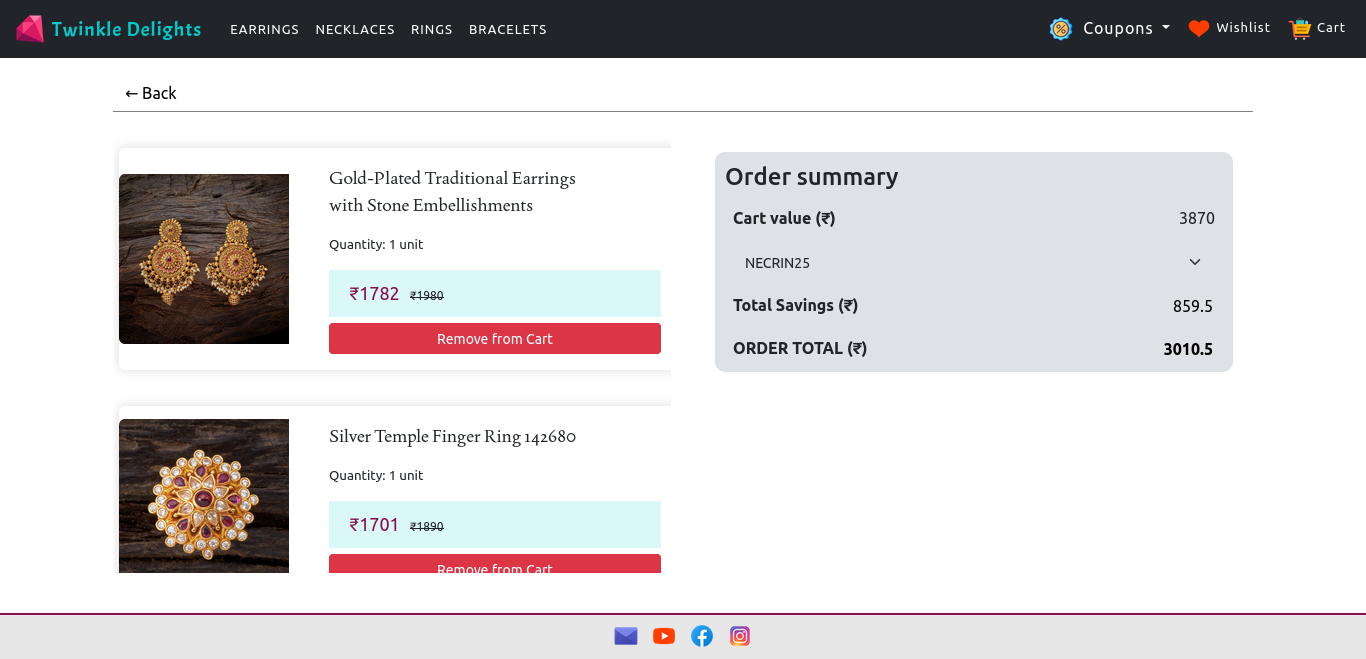 Twinkle Delights EARRINGS NECKLACES RINGS BRACELETS Coupons Wishlist Cart
← Back
Gold-Plated Traditional Earrings
with Stone Embellishments
Quantity: 1 unit
₹1782 ₹1980
Remove from Cart
Silver Temple Finger Ring 142680
Quantity: 1 unit
₹1701 ₹1890
Remove from Cart
Order summary
Cart value (₹) 3870
NECRIN25
Total Savings (₹) 859.5
ORDER TOTAL (₹) 3010.5